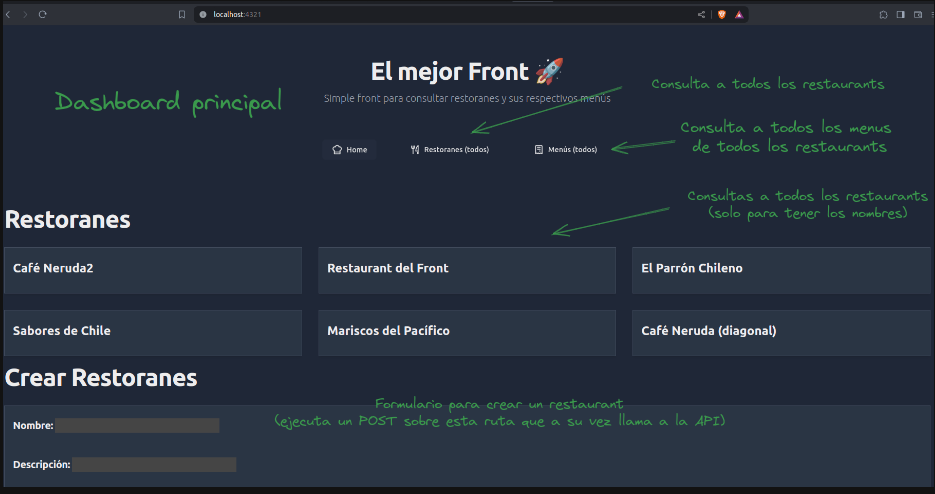 localhost:4321
El mejor Front 🚀
Simple front para consultar restoranes y sus respectivos menús
Dashboard principal
Consulta a todos los restaurants
Consulta a todos los menus
de todos los restaurants
Home
Restoranes (todos)
Menús (todos)
Consultas a todos los restaurants
(solo para tener los nombres)
Restoranes
Café Neruda2
Restaurant del Front
El Parrón Chileno
Sabores de Chile
Mariscos del Pacífico
Café Neruda (diagonal)
Crear Restoranes
Formulario para crear un restaurant
(ejecuta un POST sobre esta ruta que a su vez llama a la API)
Nombre:
Descripción: